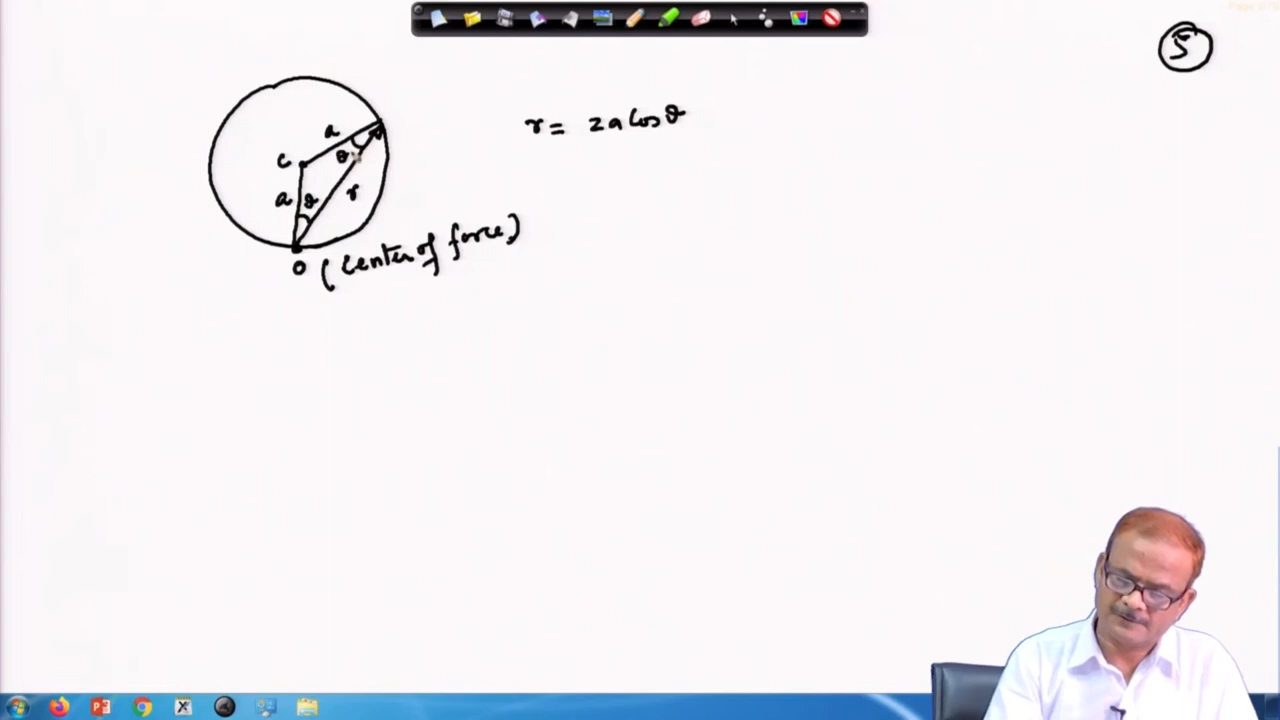 5
r = 2a cos θ
a
c
θ
a θ r
O (center of force)